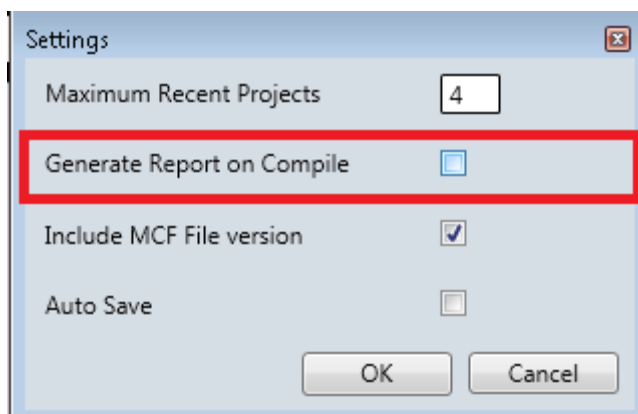 Settings
Maximum Recent Projects 4
Generate Report on Compile
Include MCF File version
Auto Save
OK Cancel